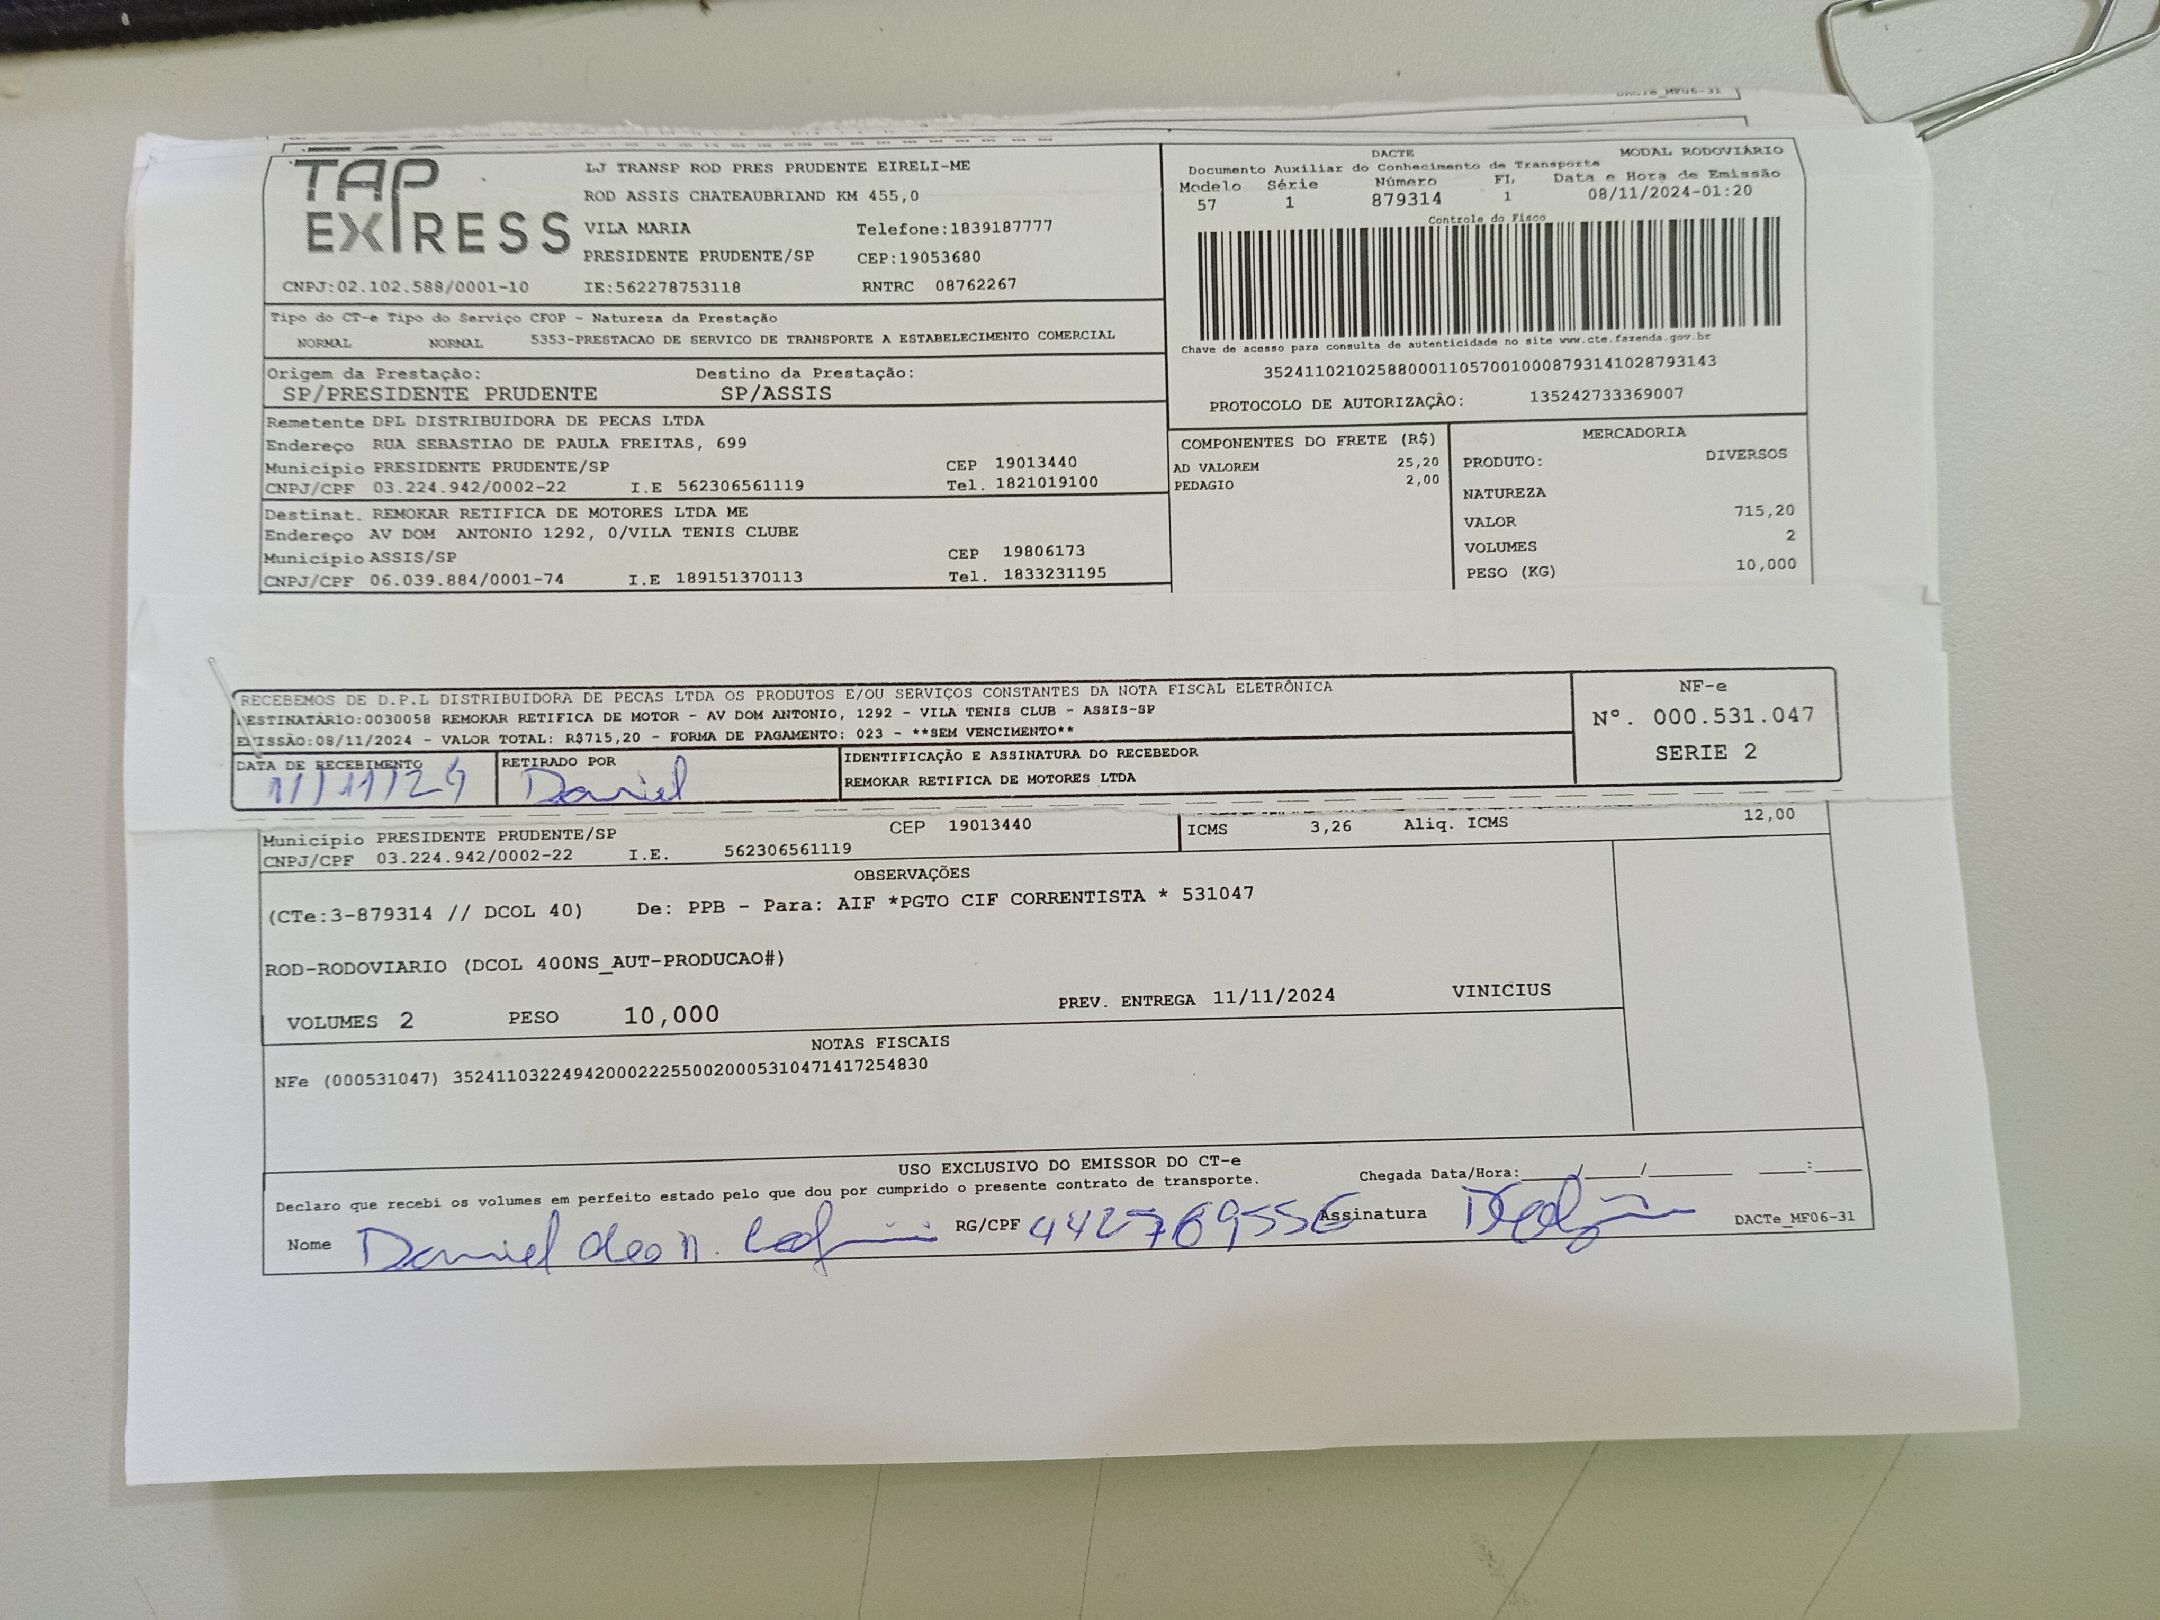 DACTe_MF06-31
TAP EXPRESS
LJ TRANSP ROD PRES PRUDENTE EIRELI-ME
ROD ASSIS CHATEAUBRIAND KM 455,0
VILA MARIA Telefone:1839187777
PRESIDENTE PRUDENTE/SP CEP:19053680
CNPJ:02.102.588/0001-10 IE:562278753118 RNTRC 08762267
DACTE MODAL RODOVIÁRIO
Documento Auxiliar do Conhecimento de Transporte
Modelo Série Número FL Data e Hora de Emissão
57 1 879314 1 08/11/2024-01:20
Controle do Fisco
Chave de acesso para consulta de autenticidade no site www.cte.fazenda.gov.br
35241102102588000110570010008793141028793143
PROTOCOLO DE AUTORIZAÇÃO: 135242733369007
Tipo do CT-e Tipo do Serviço CFOP - Natureza da Prestação
NORMAL NORMAL 5353-PRESTACAO DE SERVICO DE TRANSPORTE A ESTABELECIMENTO COMERCIAL
Origem da Prestação: Destino da Prestação:
SP/PRESIDENTE PRUDENTE SP/ASSIS
Remetente DPL DISTRIBUIDORA DE PECAS LTDA
Endereço RUA SEBASTIAO DE PAULA FREITAS, 699
Município PRESIDENTE PRUDENTE/SP CEP 19013440
CNPJ/CPF 03.224.942/0002-22 I.E 562306561119 Tel. 1821019100
Destinat. REMOKAR RETIFICA DE MOTORES LTDA ME
Endereço AV DOM ANTONIO 1292, 0/VILA TENIS CLUBE
Município ASSIS/SP CEP 19806173
CNPJ/CPF 06.039.884/0001-74 I.E 189151370113 Tel. 1833231195
COMPONENTES DO FRETE (R$)
AD VALOREM 25,20
PEDAGIO 2,00
MERCADORIA
PRODUTO: DIVERSOS
NATUREZA
VALOR 715,20
VOLUMES 2
PESO (KG) 10,000
RECEBEMOS DE D.P.L DISTRIBUIDORA DE PECAS LTDA OS PRODUTOS E/OU SERVIÇOS CONSTANTES DA NOTA FISCAL ELETRÔNICA
DESTINATÁRIO:0030058 REMOKAR RETIFICA DE MOTOR - AV DOM ANTONIO, 1292 - VILA TENIS CLUB - ASSIS-SP
EMISSÃO:08/11/2024 - VALOR TOTAL: R$715,20 - FORMA DE PAGAMENTO: 023 - **SEM VENCIMENTO**
DATA DE RECEBIMENTO RETIRADO POR IDENTIFICAÇÃO E ASSINATURA DO RECEBEDOR
11/11/24 Daniel REMOKAR RETIFICA DE MOTORES LTDA
NF-e
Nº. 000.531.047
SERIE 2
Município PRESIDENTE PRUDENTE/SP CEP 19013440
CNPJ/CPF 03.224.942/0002-22 I.E. 562306561119
ICMS 3,26 Aliq. ICMS 12,00
OBSERVAÇÕES
(CTe:3-879314 // DCOL 40) De: PPB - Para: AIF *PGTO CIF CORRENTISTA * 531047
ROD-RODOVIARIO (DCOL 400NS_AUT-PRODUCAO#)
VOLUMES 2 PESO 10,000 PREV. ENTREGA 11/11/2024 VINICIUS
NOTAS FISCAIS
NFe (000531047) 35241103224942000222550020005310471417254830
USO EXCLUSIVO DO EMISSOR DO CT-e
Declaro que recebi os volumes em perfeito estado pelo que dou por cumprido o presente contrato de transporte. Chegada Data/Hora:____/____/______ ____:____
Nome Daniel RG/CPF 442769556 Assinatura DACTe_MF06-31